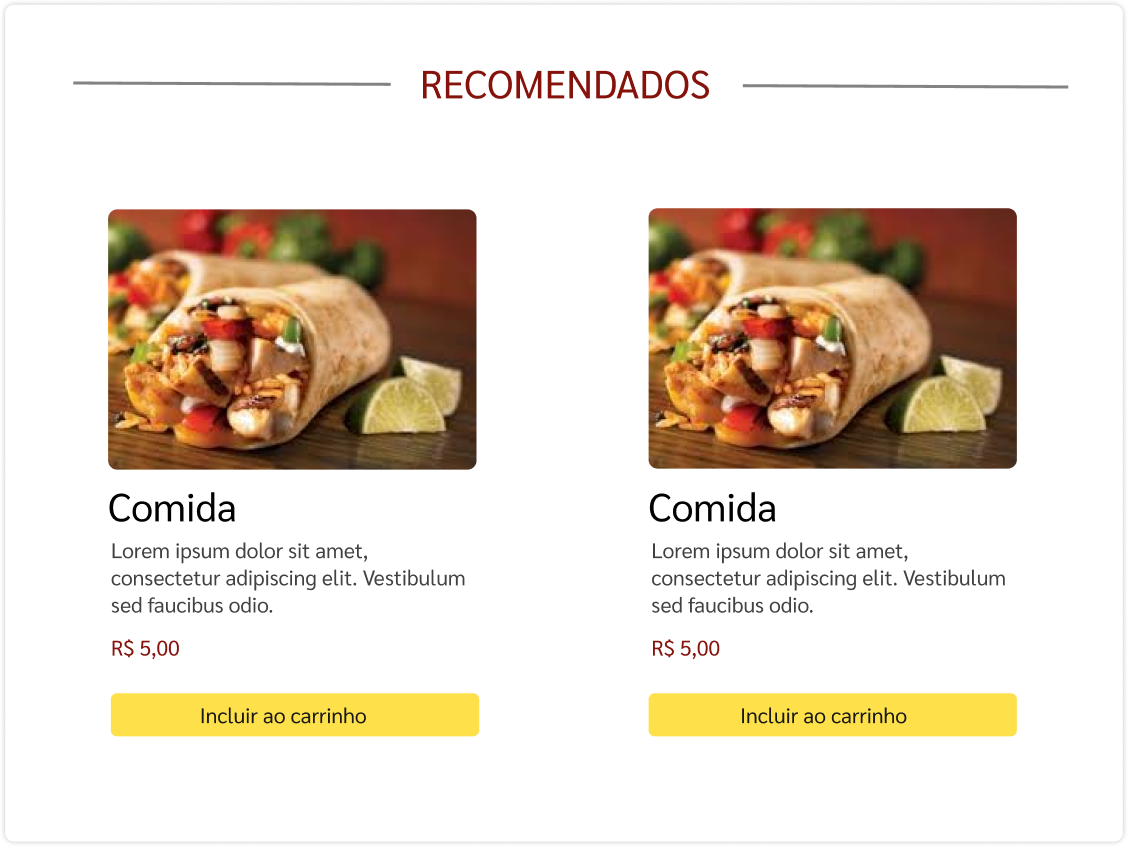 RECOMENDADOS
Comida
Lorem ipsum dolor sit amet,
consectetur adipiscing elit. Vestibulum
sed faucibus odio.
R$ 5,00
Incluir ao carrinho
Comida
Lorem ipsum dolor sit amet,
consectetur adipiscing elit. Vestibulum
sed faucibus odio.
R$ 5,00
Incluir ao carrinho